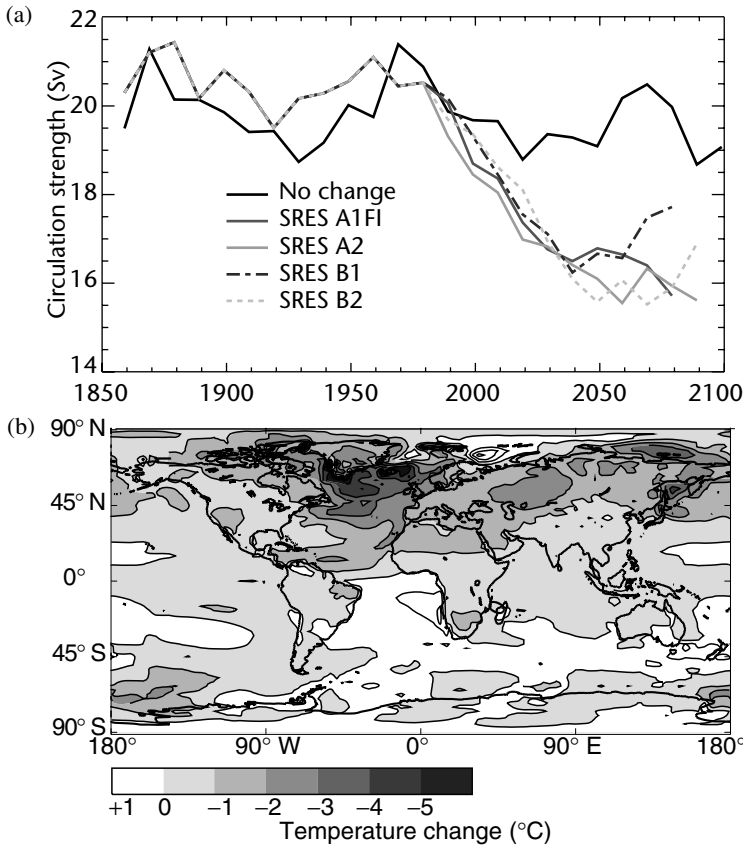 (a)
22
20
18
16
14
Circulation strength (Sv)
No change
SRES A1FI
SRES A2
SRES B1
SRES B2
1850 1900 1950 2000 2050 2100
(b)
90° N
45° N
0°
45° S
90° S
180° 90° W 0° 90° E 180°
+1 0 −1 −2 −3 −4 −5
Temperature change (°C)